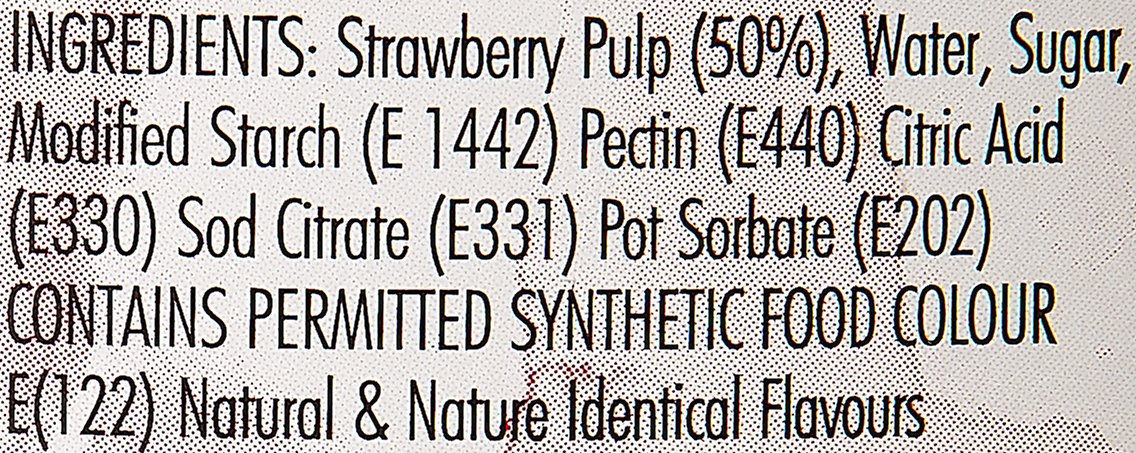 INGREDIENTS: Strawberry Pulp (50%), Water, Sugar,
Modified Starch (E 1442) Pectin (E440) Citric Acid
(E330) Sod Citrate (E331) Pot Sorbate (E202)
CONTAINS PERMITTED SYNTHETIC FOOD COLOUR
E(122) Natural & Nature Identical Flavours